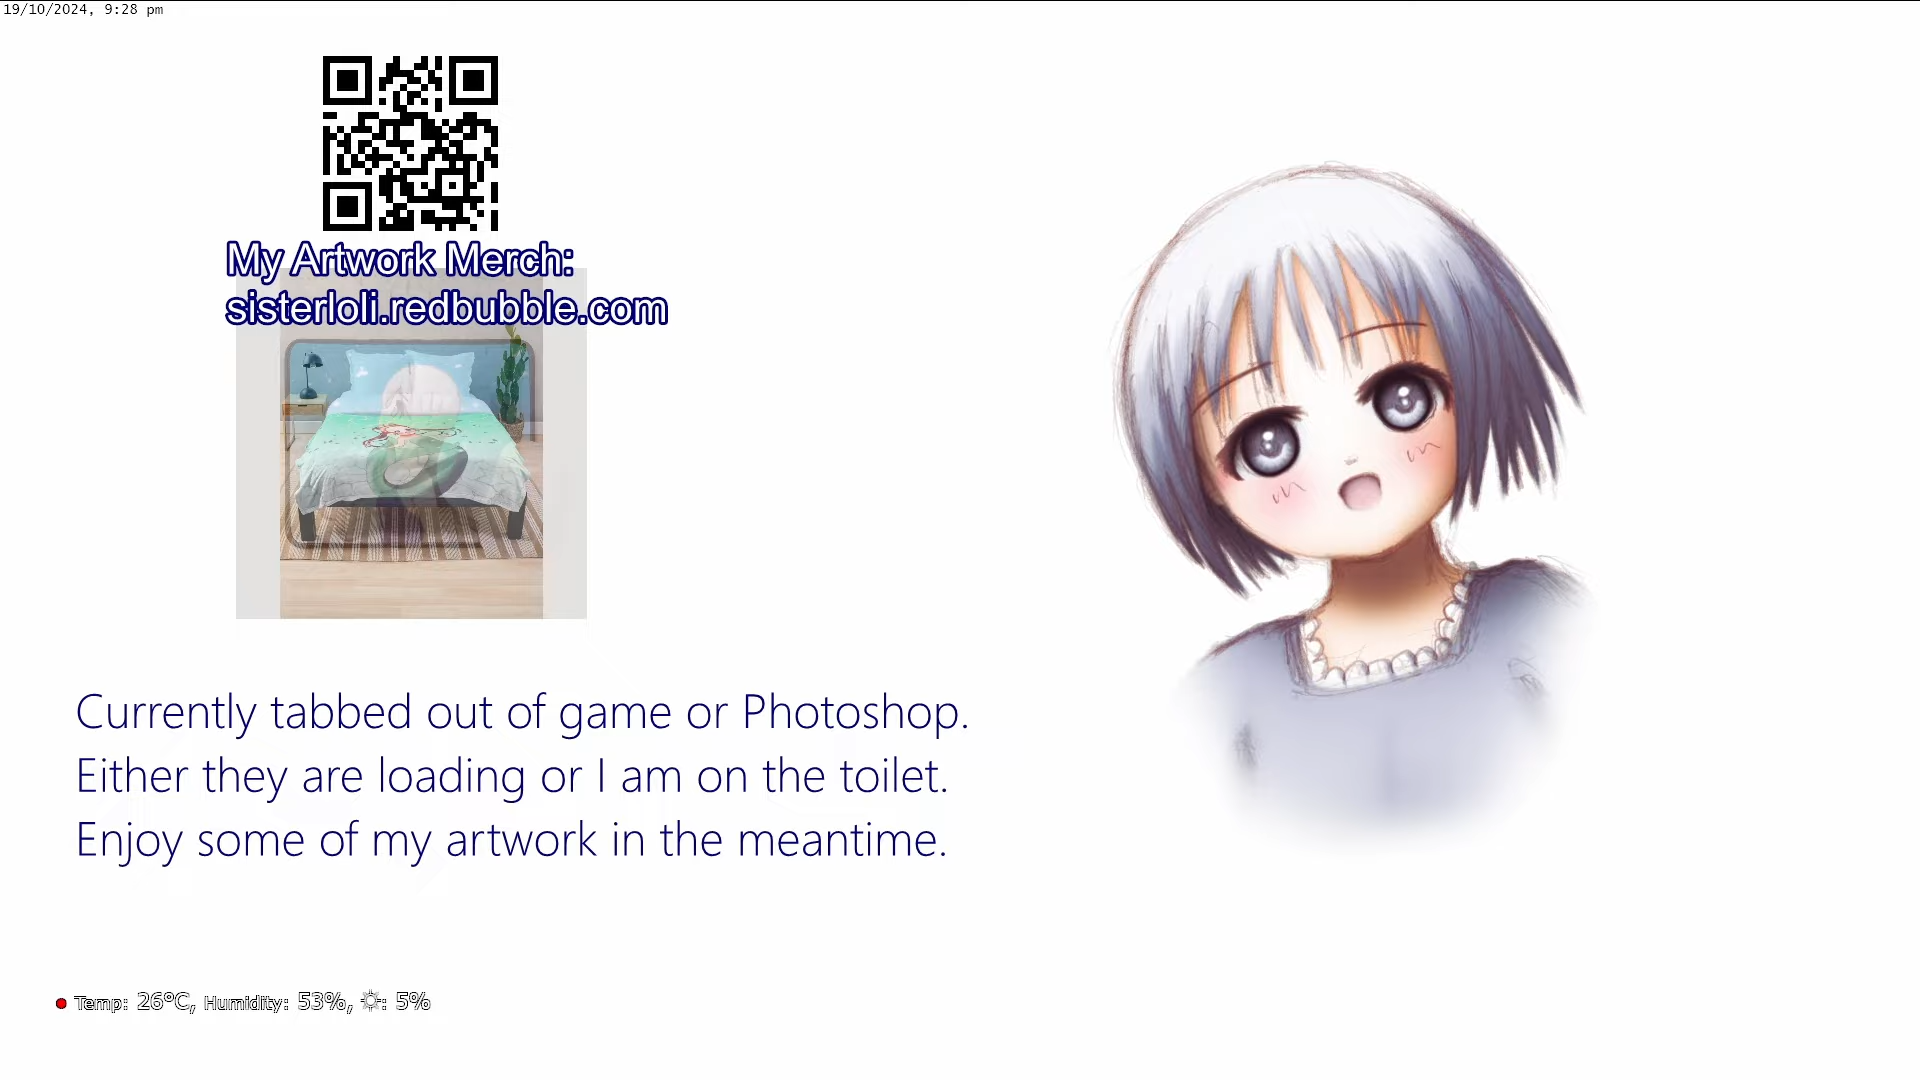 19/10/2024, 9:28 pm
My Artwork Merch:
sisterloli.redbubble.com
Currently tabbed out of game or Photoshop.
Either they are loading or I am on the toilet.
Enjoy some of my artwork in the meantime.
Temp: 26°C, Humidity: 53%, ☼: 5%